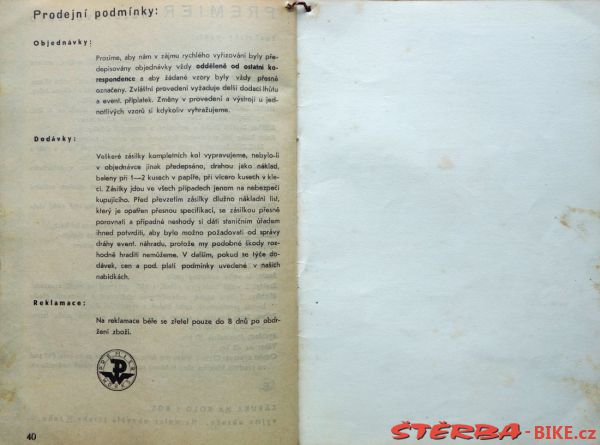 Prodejní podmínky:
Objednávky:
Prosíme, aby nám v zájmu rychlého vyřizování byly pře-
depisovány objednávky vždy odděleně od ostatní ko-
respondence a aby žádané vzory byly vždy přesně
označeny. Zvláštní provedení vyžaduje delší dodací lhůtu
a event. příplatek. Změny v provedení a výstroji u jed-
notlivých vzorů si kdykoliv vyhražujeme.
Dodávky:
Veškeré zásilky kompletních kol vypravujeme, nebylo-li
v objednávce jinak předepsáno, drahou jako náklad,
baleny při 1—2 kusech v papíře, při vícero kusech v kle-
ci. Zásilky jdou ve všech případech jenom na nebezpečí
kupujícího. Před převzetím zásilky dlužno nákladní list,
který je opatřen přesnou specifikací, se zásilkou přesně
porovnati a případné neshody si dáti staničním úřadem
ihned potvrditi, aby bylo možno požadovati od správy
dráhy event. náhradu, protože my podobné škody roz-
hodně hraditi nemůžeme. V dalším, pokud se týče do-
dávek, cen a pod. platí podmínky uvedené v našich
nabídkách.
Reklamace:
Na reklamace béře se zřetel pouze do 8 dnů po obdr-
žení zboží.
PREMIER
WERKE
40
ŠTĚRBA-BIKE.cz